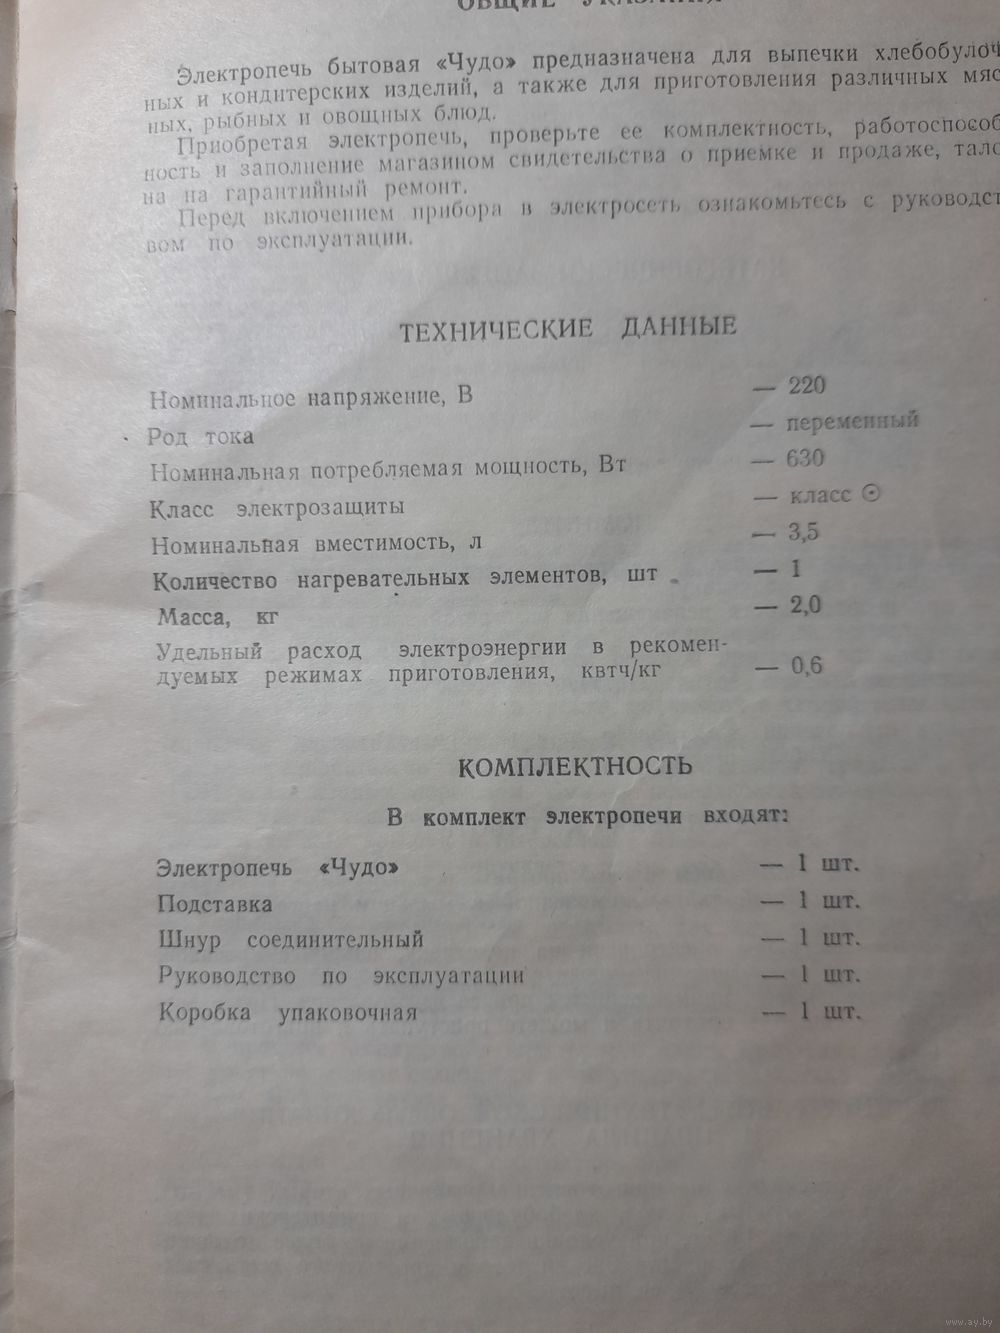 ОБЩИЕ УКАЗАНИЯ
Электропечь бытовая «Чудо» предназначена для выпечки хлебобулоч
ных и кондитерских изделий, а также для приготовления различных мяс
ных, рыбных и овощных блюд.
Приобретая электропечь, проверьте ее комплектность, работоспособ
ность и заполнение магазином свидетельства о приемке и продаже, тало
на на гарантийный ремонт.
Перед включением прибора в электросеть ознакомьтесь с руководст
вом по эксплуатации.
ТЕХНИЧЕСКИЕ ДАННЫЕ
Номинальное напряжение, В — 220
Род тока — переменный
Номинальная потребляемая мощность, Вт — 630
Класс электрозащиты — класс ⊙
Номинальная вместимость, л — 3,5
Количество нагревательных элементов, шт — 1
Масса, кг — 2,0
Удельный расход электроэнергии в рекомен-
дуемых режимах приготовления, квтч/кг — 0,6
КОМПЛЕКТНОСТЬ
В комплект электропечи входят:
Электропечь «Чудо» — 1 шт.
Подставка — 1 шт.
Шнур соединительный — 1 шт.
Руководство по эксплуатации — 1 шт.
Коробка упаковочная — 1 шт.
www.ay.by